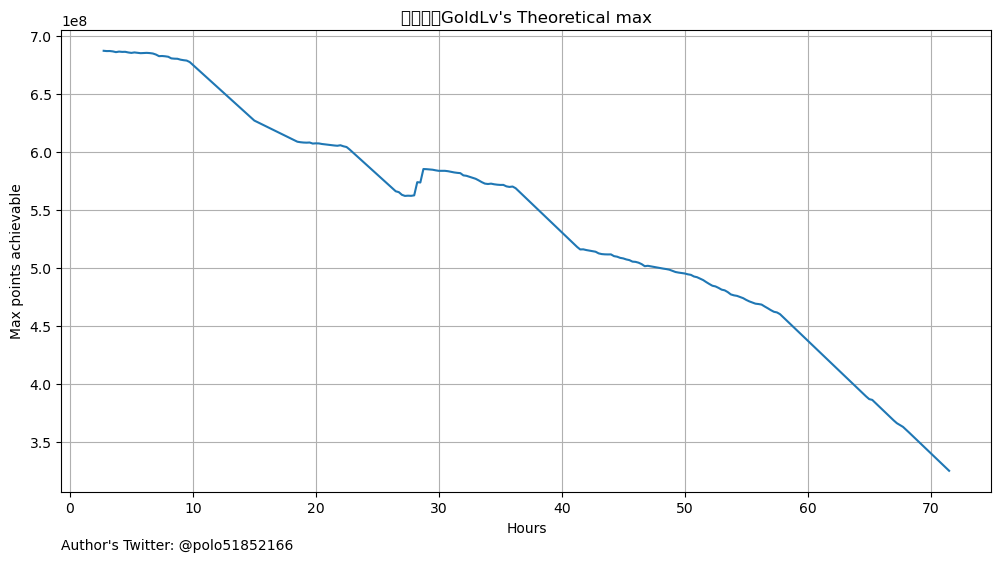 1e8
GoldLv's Theoretical max
7.0
6.5
6.0
5.5
5.0
4.5
4.0
3.5
Max points achievable
0 10 20 30 40 50 60 70
Hours
Author's Twitter: @polo51852166